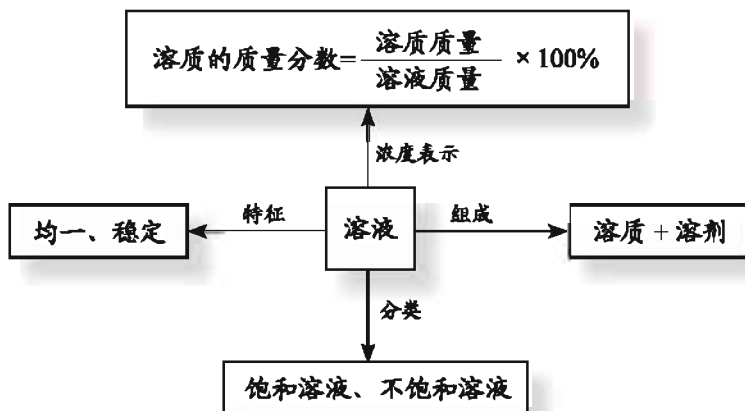 溶质的质量分数=溶质质量/溶液质量 × 100%
浓度表示
均一、稳定
特征
溶液
组成
溶质 + 溶剂
分类
饱和溶液、不饱和溶液